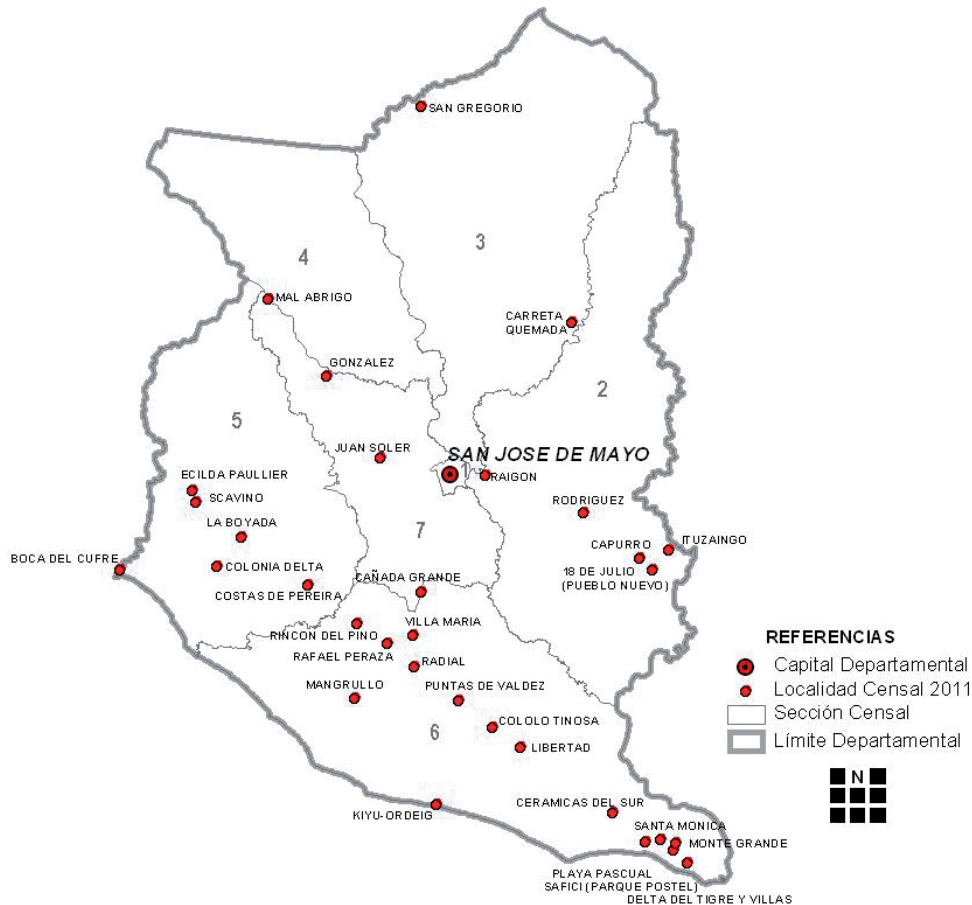 SAN GREGORIO
3
4
MAL ABRIGO
CARRETA
QUEMADA
GONZALEZ
2
5
JUAN SOLER
SAN JOSE DE MAYO
1
RAIGON
ECILDA PAULLIER
SCAVINO
RODRIGUEZ
LA BOYADA
7
ITUZAINGO
CAPURRO
BOCA DEL CUFRE
COLONIA DELTA
18 DE JULIO
(PUEBLO NUEVO)
CAÑADA GRANDE
COSTAS DE PEREIRA
VILLA MARIA
RINCON DEL PINO
RAFAEL PERAZA
RADIAL
MANGRULLO
PUNTAS DE VALDEZ
6
COLOLO TINOSA
LIBERTAD
KIYU-ORDEIG
CERAMICAS DEL SUR
SANTA MONICA
MONTE GRANDE
PLAYA PASCUAL
SAFICI (PARQUE POSTEL)
DELTA DEL TIGRE Y VILLAS
REFERENCIAS
Capital Departamental
Localidad Censal 2011
Sección Censal
Límite Departamental
N